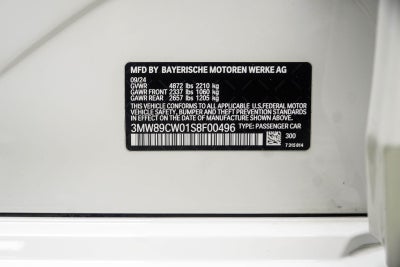 MFD BY BAYERISCHE MOTOREN WERKE AG
09/24
GVWR 4872 lbs 2210 kg
GAWR FRONT 2337 lbs 1060 kg
GAWR REAR 2657 lbs 1205 kg
THIS VEHICLE CONFORMS TO ALL APPLICABLE U.S.FEDERAL MOTOR
VEHICLE SAFETY, BUMPER, AND THEFT PREVENTION STANDARDS
IN EFFECT ON THE DATE OF MANUFACTURE SHOWN ABOVE.
3MW89CW01S8F00496 TYPE: PASSENGER CAR
300